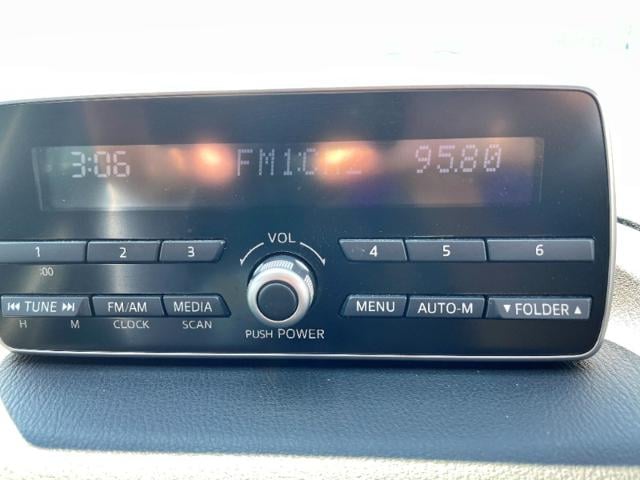 3:06 FM1: 95.80
1 2 3 VOL 4 5 6
:00
TUNE FM/AM MEDIA MENU AUTO-M FOLDER
H M CLOCK SCAN PUSH POWER